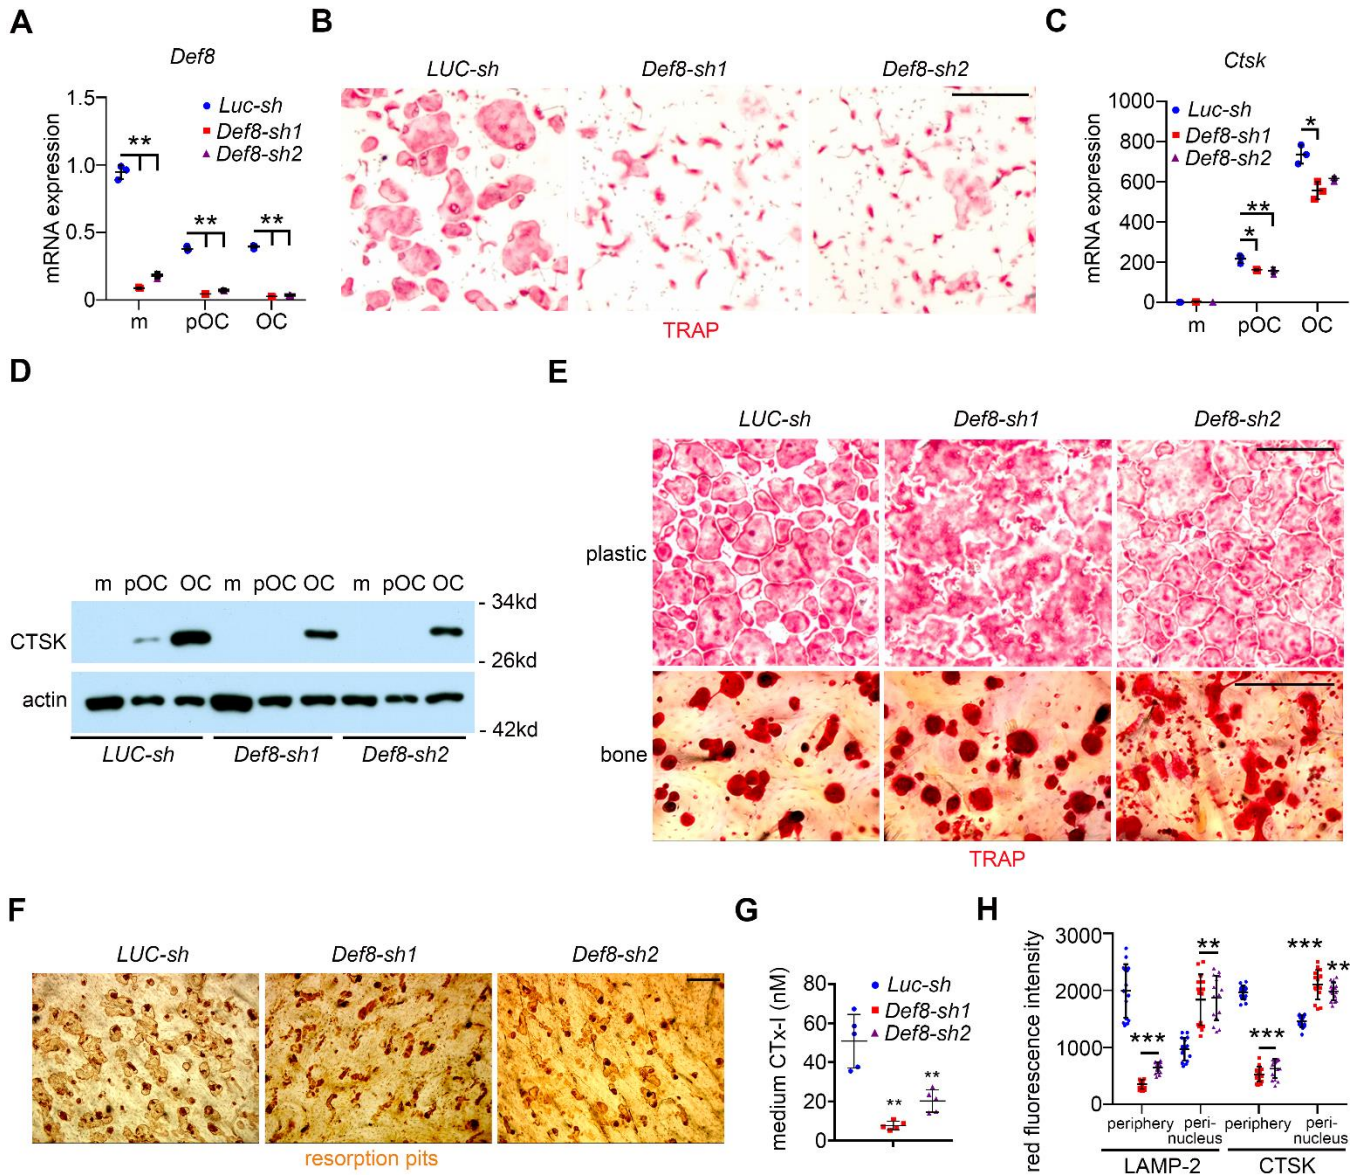 A
Def8
mRNA expression
1.5
1.0
0.5
0
Luc-sh
Def8-sh1
Def8-sh2
**
**
**
m pOC OC
B
LUC-sh Def8-sh1 Def8-sh2
TRAP
C
Ctsk
mRNA expression
1000
800
600
400
200
0
Luc-sh
Def8-sh1
Def8-sh2
*
**
*
m pOC OC
D
m pOC OC m pOC OC m pOC OC
CTSK
- 34kd
- 26kd
actin
- 42kd
LUC-sh Def8-sh1 Def8-sh2
E
LUC-sh Def8-sh1 Def8-sh2
plastic
bone
TRAP
F
LUC-sh Def8-sh1 Def8-sh2
resorption pits
G
medium CTx-I (nM)
80
60
40
20
0
Luc-sh
Def8-sh1
Def8-sh2
**
**
H
red fluorescence intensity
3000
2000
1000
0
***
**
***
***
**
periphery peri-nucleus periphery peri-nucleus
LAMP-2 CTSK